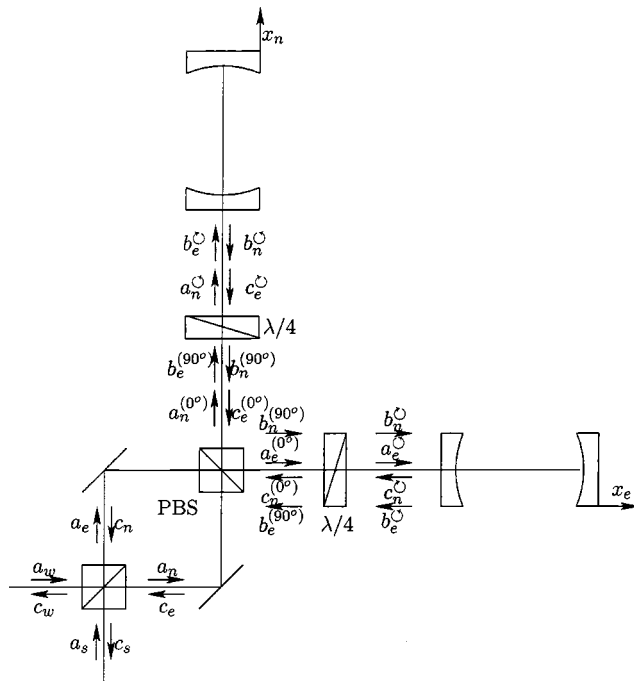 x_n
b_e^↻ b_n^↻
a_n^↻ c_e^↻
λ/4
b_e^(90°) b_n^(90°)
a_n^(0°) c_e^(0°)
b_n^(90°) b_n^↻
a_e^(0°) a_e^↻
c_n^(0°) c_n^↻ x_e
PBS b_e^(90°) λ/4 b_e^↻
a_e c_n
a_w a_n
c_w c_e
a_s c_s